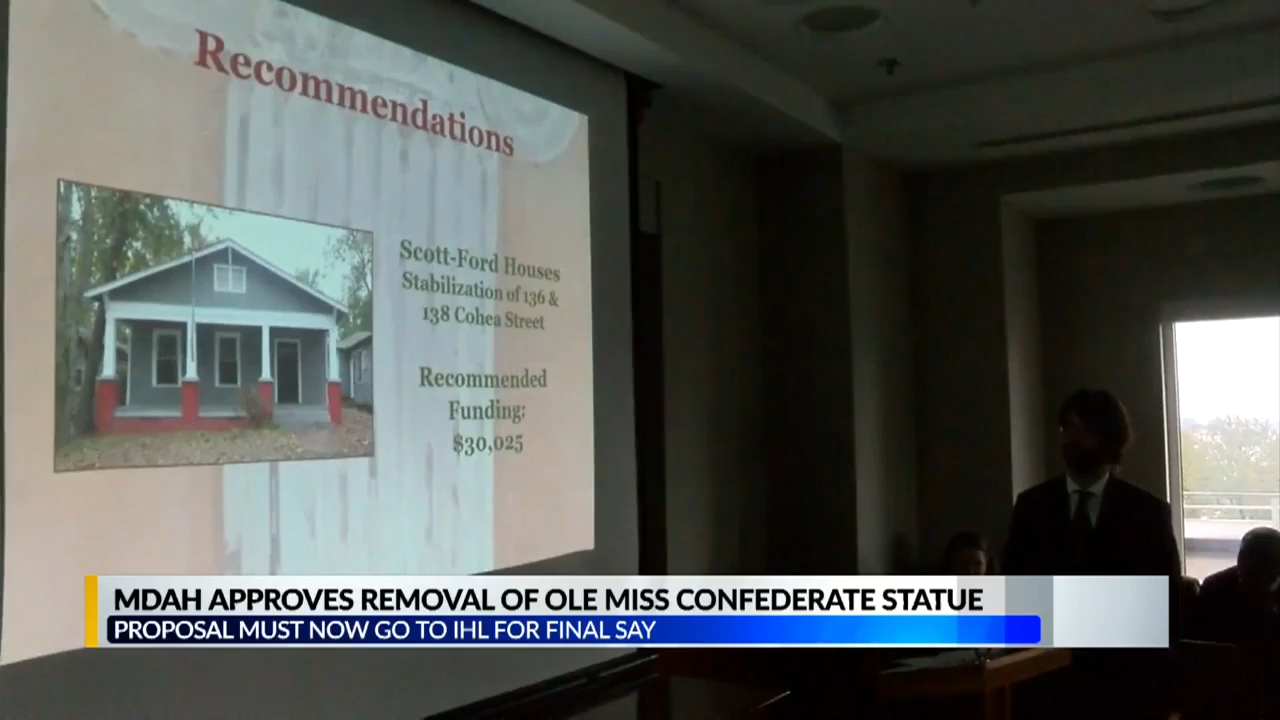 Recommendations
Scott-Ford Houses
Stabilization of 136 &
138 Cohea Street
Recommended
Funding:
$30,025
MDAH APPROVES REMOVAL OF OLE MISS CONFEDERATE STATUE
PROPOSAL MUST NOW GO TO IHL FOR FINAL SAY